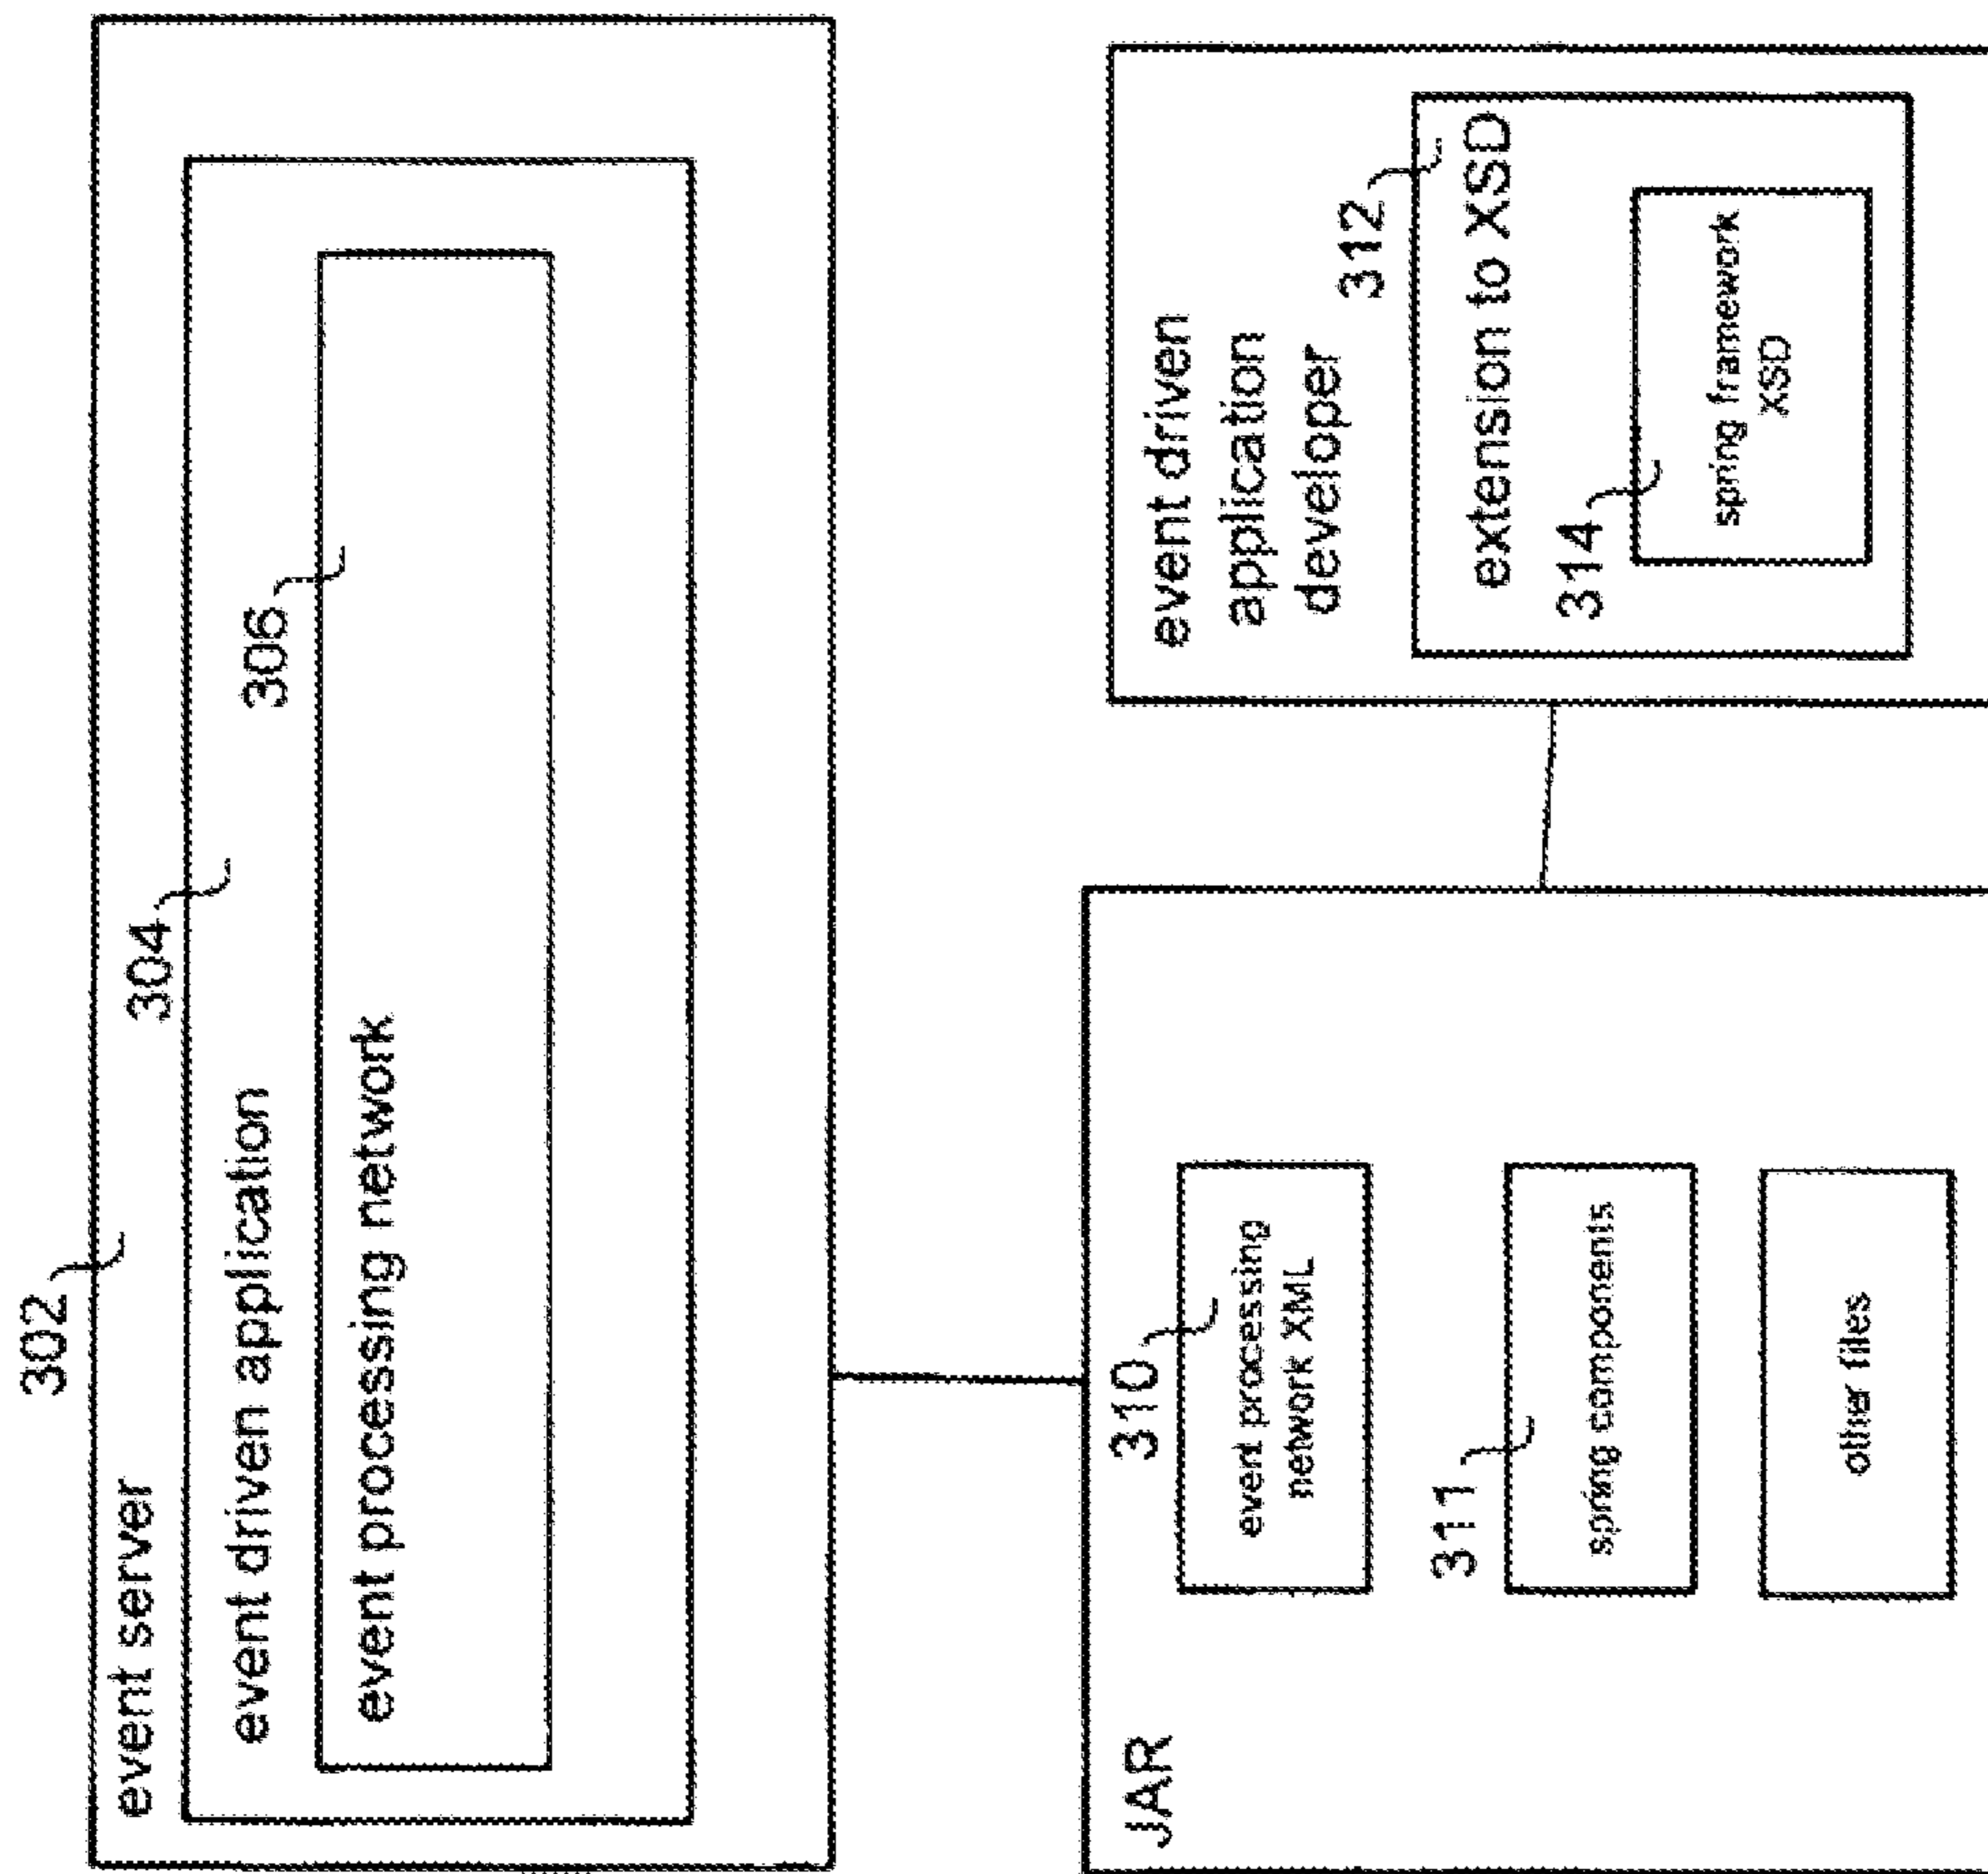 302
event server
304
event driven application
306
event processing network
JAR
310
event processing
network XML
311
spring components
other files
event driven
application
developer
312
extension to XSD
314
spring framework
XSD